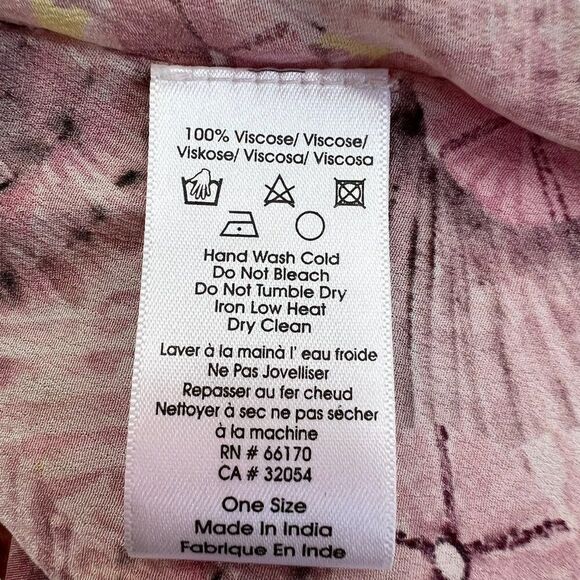 100% Viscose/ Viscose/
Viskose/ Viscosa/ Viscosa
Hand Wash Cold
Do Not Bleach
Do Not Tumble Dry
Iron Low Heat
Dry Clean
Laver à la mainà l' eau froide
Ne Pas Jovelliser
Repasser au fer cheud
Nettoyer à sec ne pas sécher
à la machine
RN # 66170
CA # 32054
One Size
Made In India
Fabrique En Inde